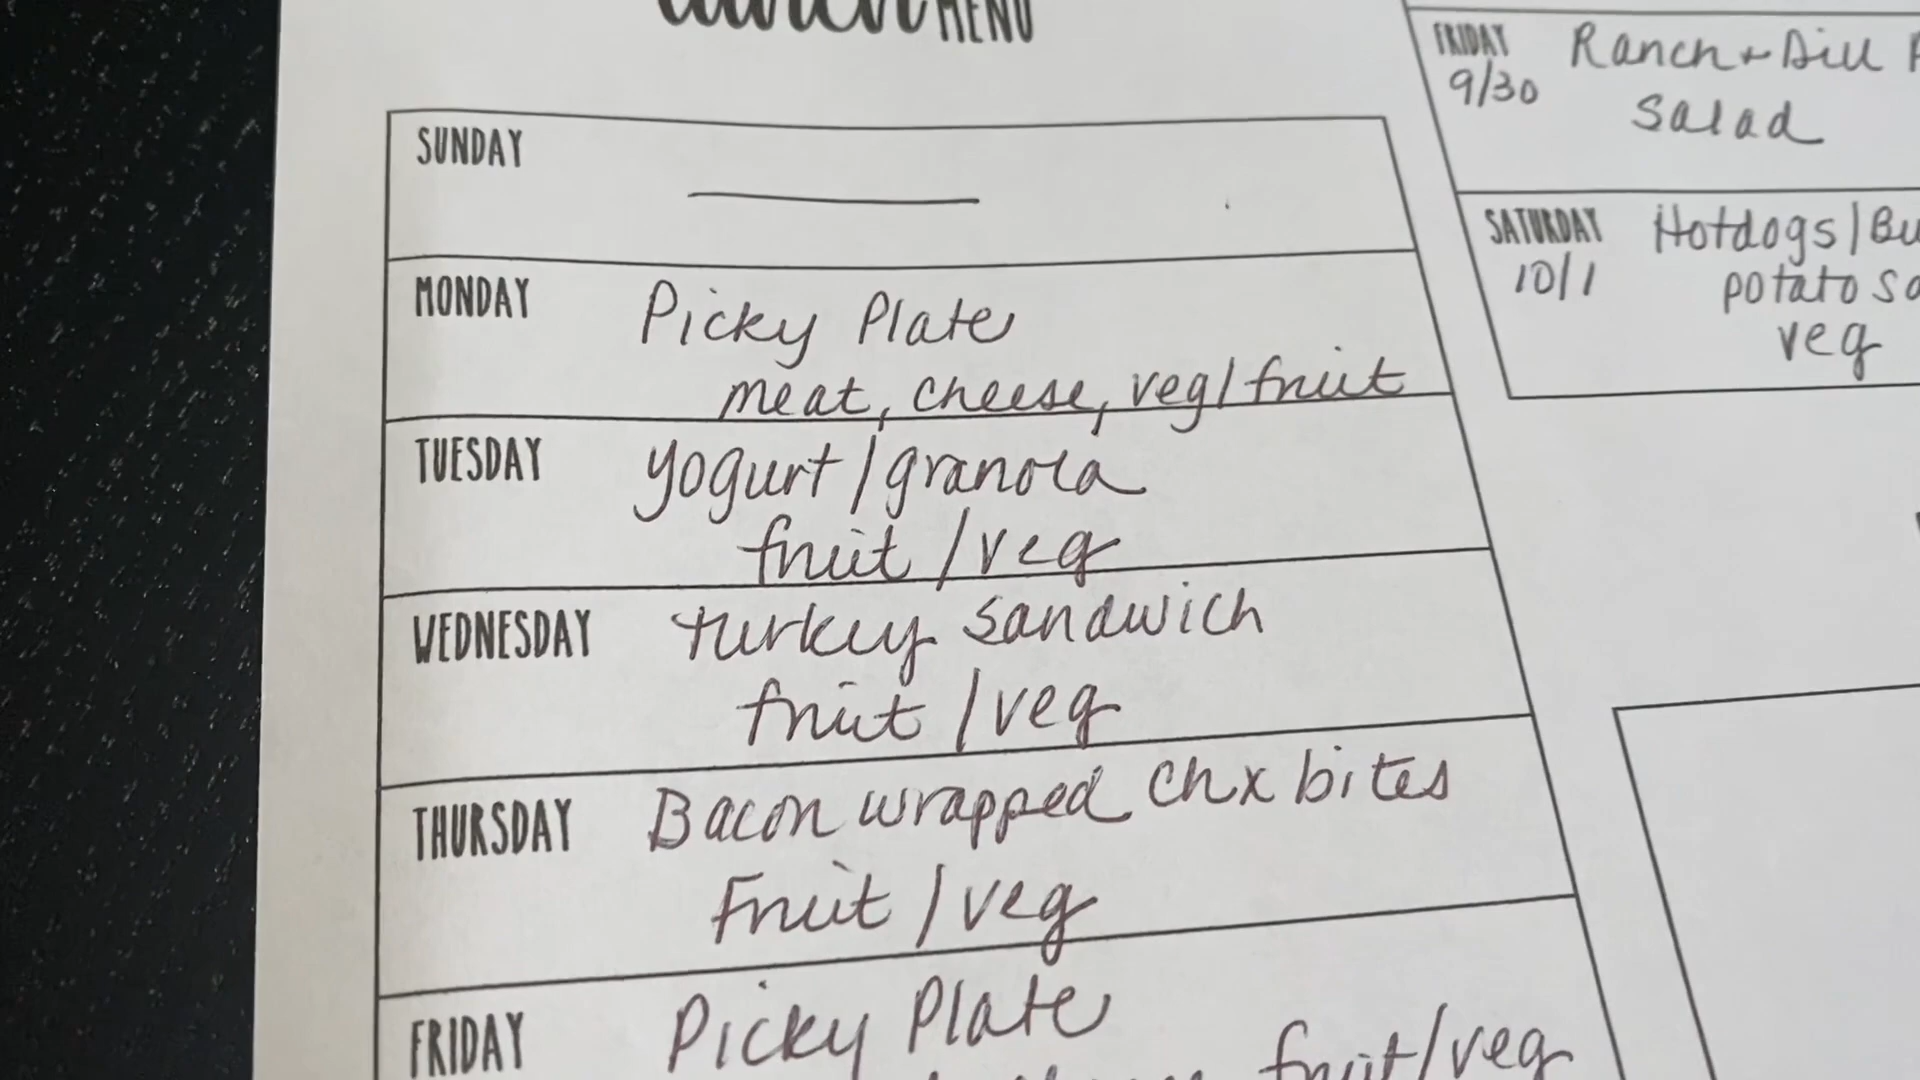 MENU
SUNDAY
MONDAY Picky Plate
meat, cheese, veg/fruit
TUESDAY yogurt/granola
fruit/veg
WEDNESDAY turkey sandwich
fruit/veg
THURSDAY Bacon wrapped chx bites
Fruit/veg
FRIDAY Picky Plate
fruit/veg
FRIDAY Ranch + Dill
9/30 Salad
SATURDAY Hotdogs/Bu
10/1 potato
veg